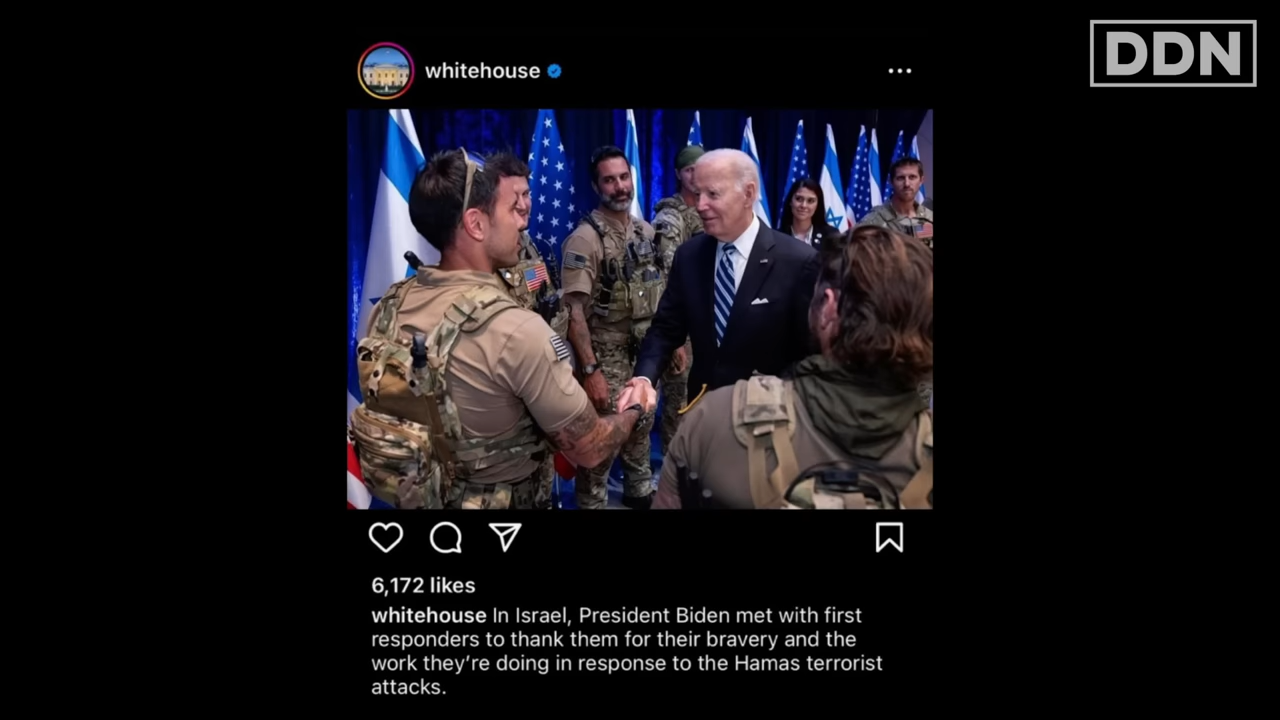 DDN
whitehouse
6,172 likes
whitehouse In Israel, President Biden met with first
responders to thank them for their bravery and the
work they’re doing in response to the Hamas terrorist
attacks.